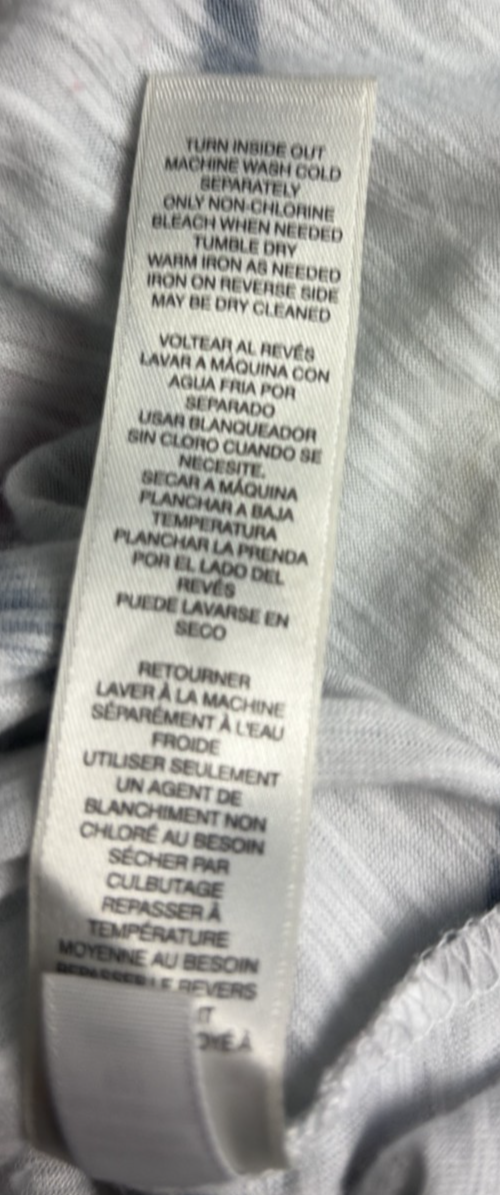 TURN INSIDE OUT
MACHINE WASH COLD
SEPARATELY
ONLY NON-CHLORINE
BLEACH WHEN NEEDED
TUMBLE DRY
WARM IRON AS NEEDED
IRON ON REVERSE SIDE
MAY BE DRY CLEANED
VOLTEAR AL REVÉS
LAVAR A MÁQUINA CON
AGUA FRIA POR
SEPARADO
USAR BLANQUEADOR
SIN CLORO CUANDO SE
NECESITE.
SECAR A MÁQUINA
PLANCHAR A BAJA
TEMPERATURA
PLANCHAR LA PRENDA
POR EL LADO DEL
REVÉS
PUEDE LAVARSE EN
SECO
RETOURNER
LAVER À LA MACHINE
SÉPARÉMENT À L'EAU
FROIDE
UTILISER SEULEMENT
UN AGENT DE
BLANCHIMENT NON
CHLORÉ AU BESOIN
SÉCHER PAR
CULBUTAGE
REPASSER À
TEMPÉRATURE
MOYENNE AU BESOIN
REPASSER LE REVERS